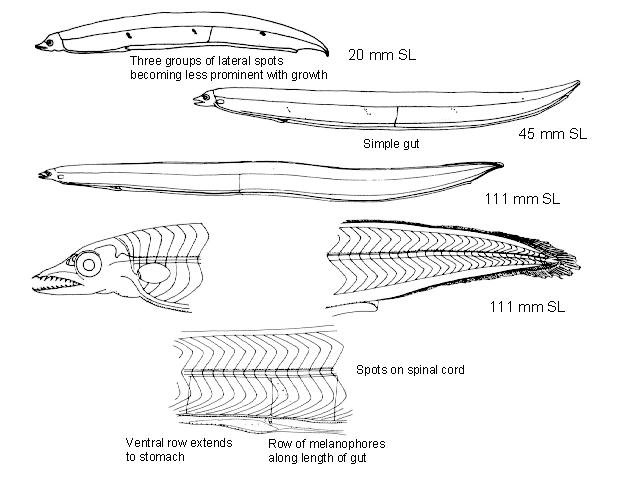 20 mm SL
Three groups of lateral spots
becoming less prominent with growth
45 mm SL
Simple gut
111 mm SL
111 mm SL
Spots on spinal cord
Ventral row extends
to stomach
Row of melanophores
along length of gut